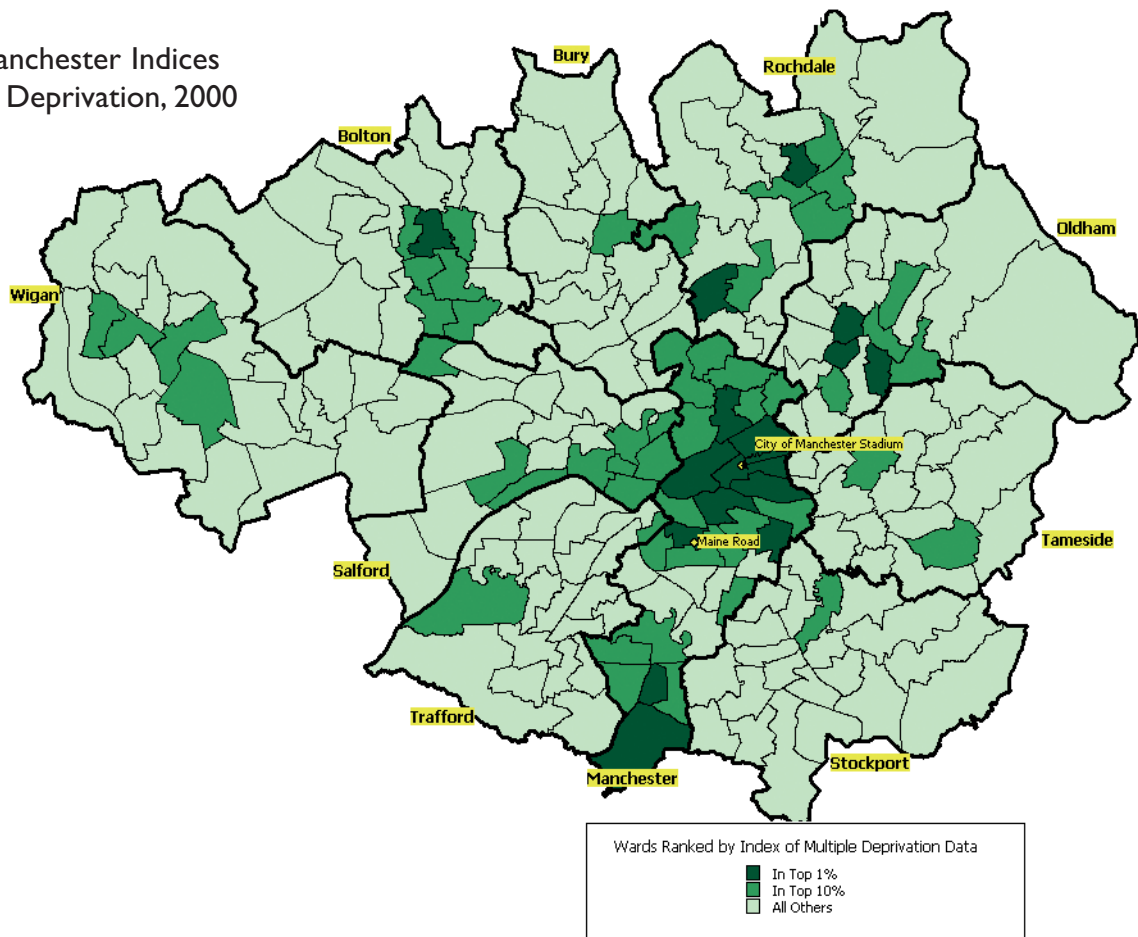 anchester Indices
Deprivation, 2000
Bury
Rochdale
Bolton
Oldham
Wigan
City of Manchester Stadium
Maine Road
Tameside
Salford
Trafford
Stockport
Manchester
Wards Ranked by Index of Multiple Deprivation Data
In Top 1%
In Top 10%
All Others